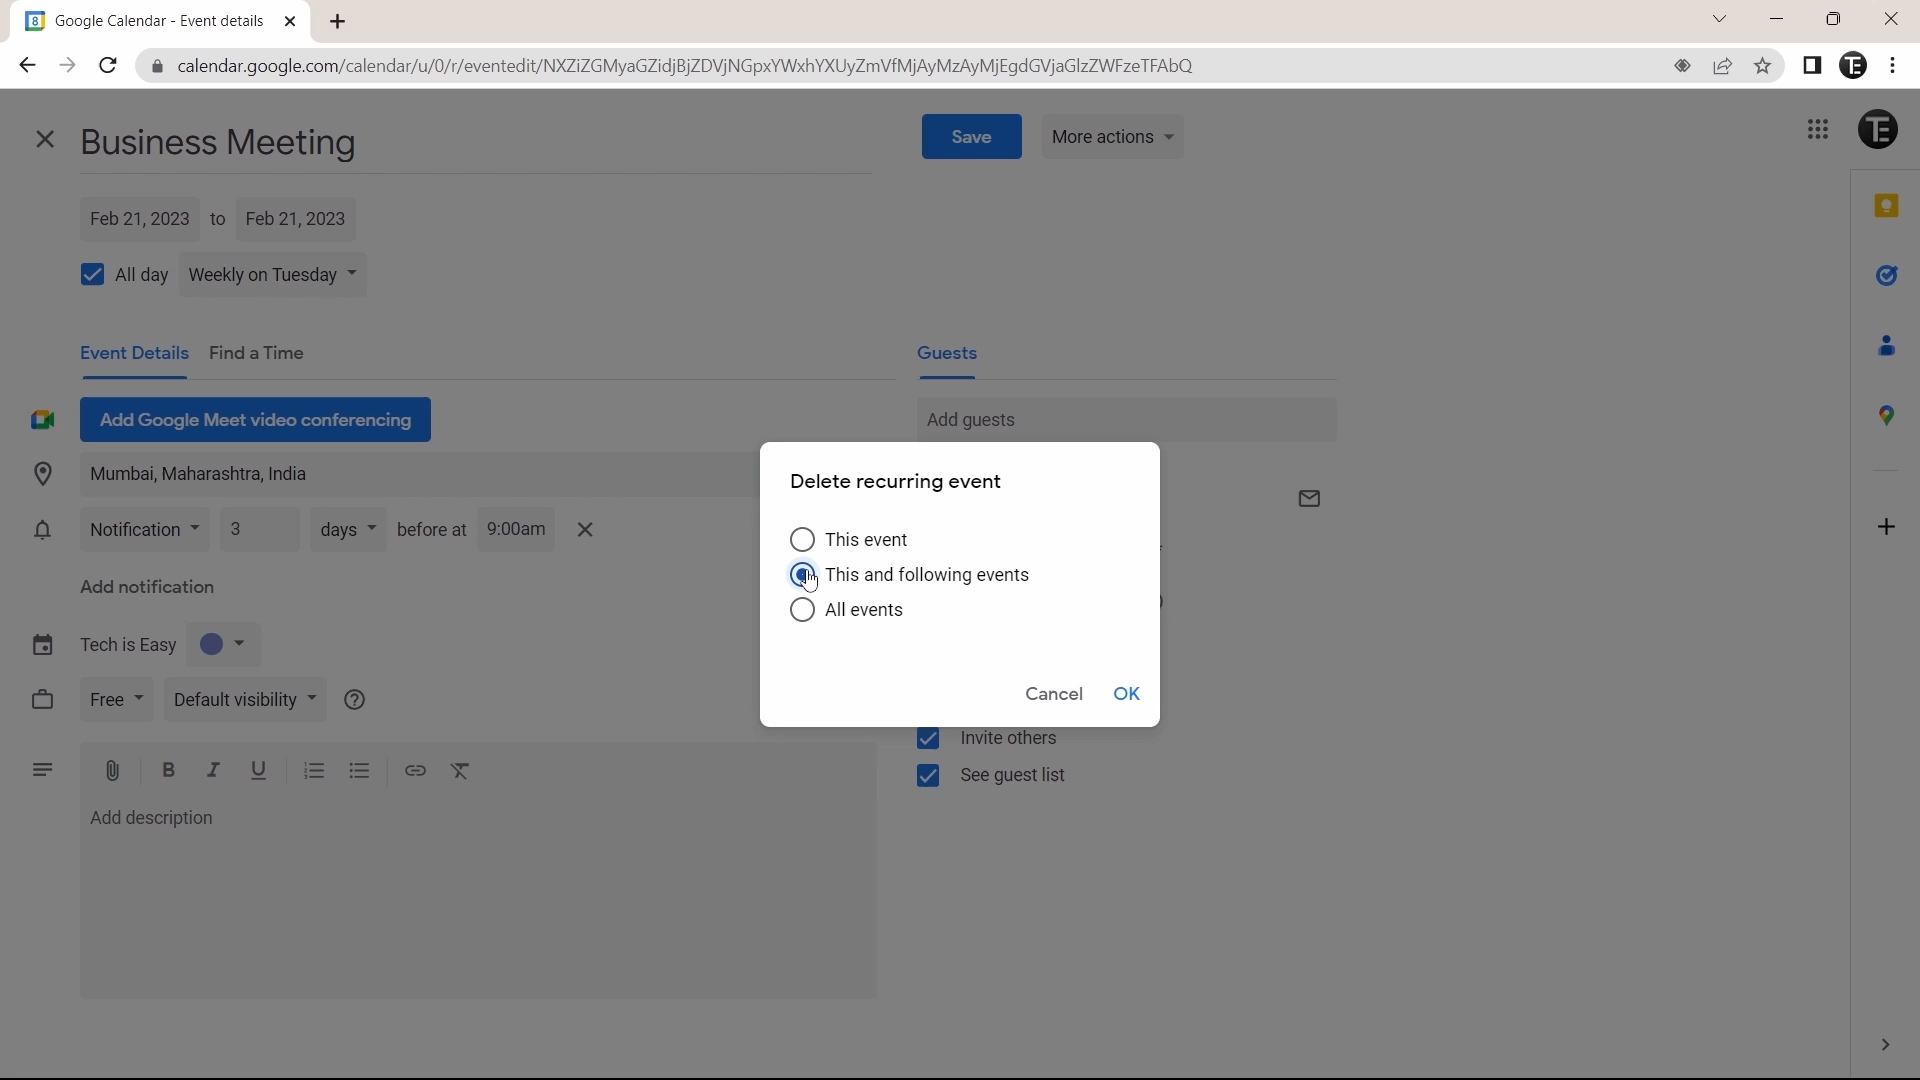 Google Calendar - Event details
calendar.google.com/calendar/u/0/r/eventedit/NXZiZGMyaGZidjBjZDVjNGpxYWxhYXUyZmVfMjAyMzAyMjEgdGVjaGlzZWFzeTFAbQ
Business Meeting
Save
More actions
Feb 21, 2023 to Feb 21, 2023
All day Weekly on Tuesday
Event Details Find a Time
Guests
Add Google Meet video conferencing
Add guests
Mumbai, Maharashtra, India
Notification 3 days before at 9:00am
Add notification
Tech is Easy
Free Default visibility
Add description
Delete recurring event
This event
This and following events
All events
Cancel OK
Invite others
See guest list